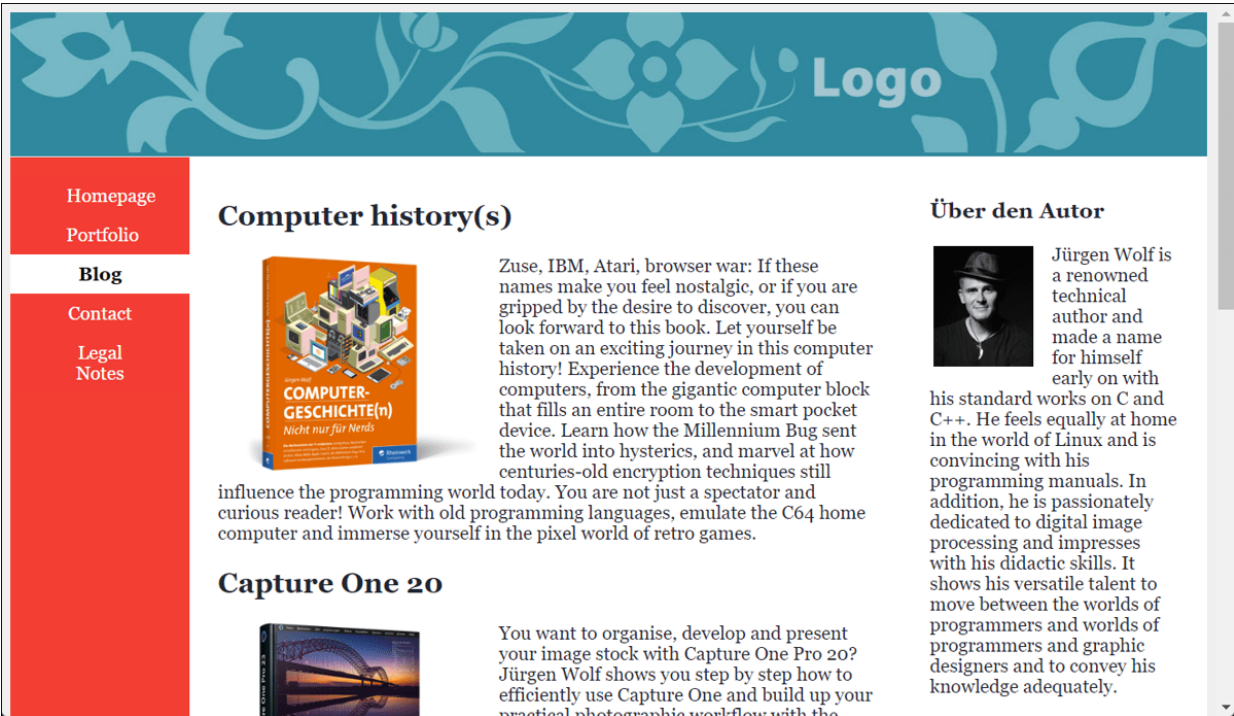 Logo
Homepage
Portfolio
Blog
Contact
Legal
Notes
Computer history(s)
Jürgen Wolf
COMPUTER-
GESCHICHTE(n)
Nicht nur für Nerds
Rheinwerk
Zuse, IBM, Atari, browser war: If these
names make you feel nostalgic, or if you are
gripped by the desire to discover, you can
look forward to this book. Let yourself be
taken on an exciting journey in this computer
history! Experience the development of
computers, from the gigantic computer block
that fills an entire room to the smart pocket
device. Learn how the Millennium Bug sent
the world into hysterics, and marvel at how
centuries-old encryption techniques still
influence the programming world today. You are not just a spectator and
curious reader! Work with old programming languages, emulate the C64 home
computer and immerse yourself in the pixel world of retro games.
Capture One 20
You want to organise, develop and present
your image stock with Capture One Pro 20?
Jürgen Wolf shows you step by step how to
efficiently use Capture One and build up your
practical photographic workflow with the
Über den Autor
Jürgen Wolf is
a renowned
technical
author and
made a name
for himself
early on with
his standard works on C and
C++. He feels equally at home
in the world of Linux and is
convincing with his
programming manuals. In
addition, he is passionately
dedicated to digital image
processing and impresses
with his didactic skills. It
shows his versatile talent to
move between the worlds of
programmers and worlds of
programmers and graphic
designers and to convey his
knowledge adequately.